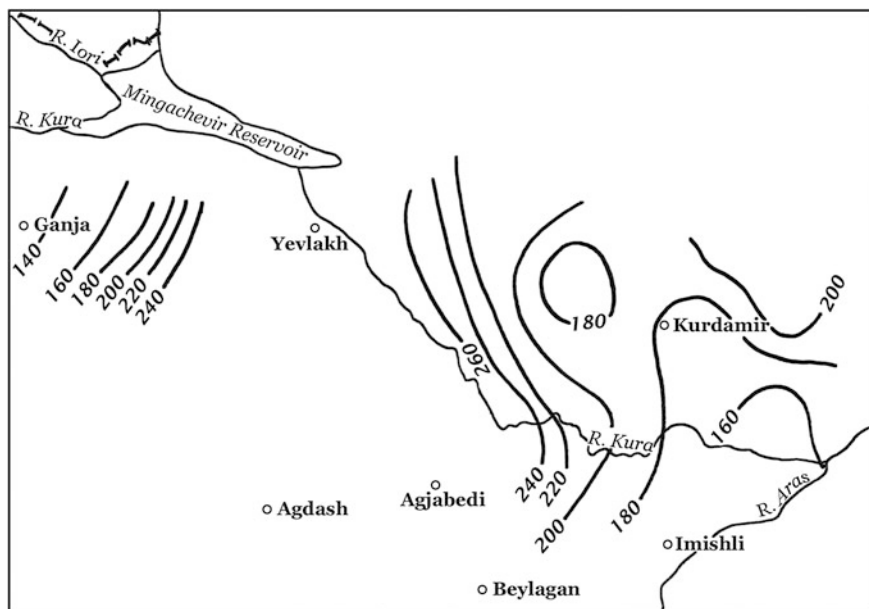 R. Iori
Mingachevir Reservoir
R. Kura
Ganja
140
160
180
200
220
240
Yevlakh
260
180
200
Kurdamir
160
R. Kura
240
220
200
180
R. Aras
Agdash
Agjabedi
Imishli
Beylagan